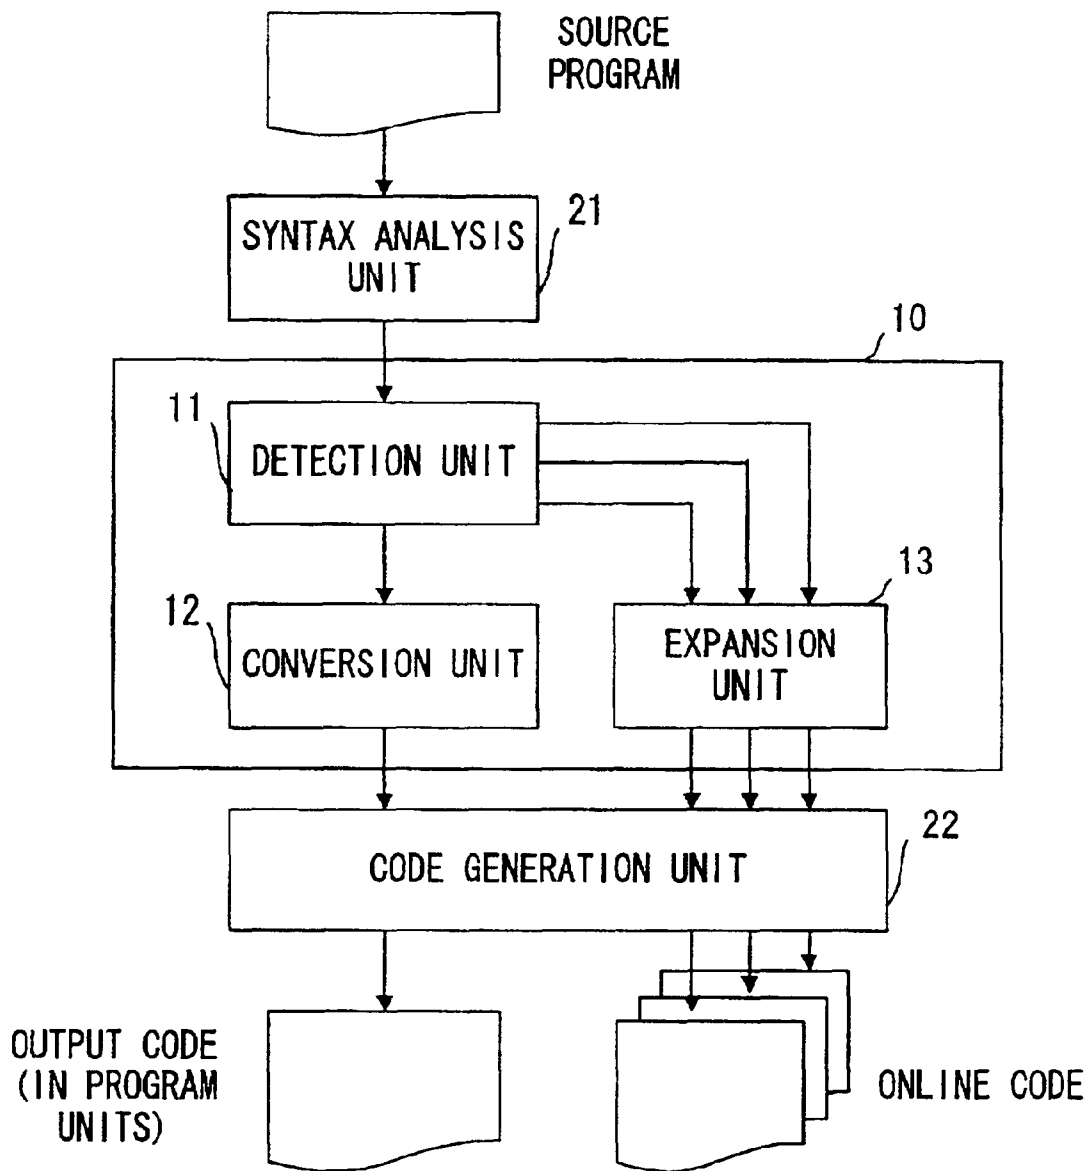 SOURCE
PROGRAM
21
SYNTAX ANALYSIS
UNIT
10
11
DETECTION UNIT
13
12
CONVERSION UNIT
EXPANSION
UNIT
22
CODE GENERATION UNIT
OUTPUT CODE
(IN PROGRAM
UNITS)
ONLINE CODE